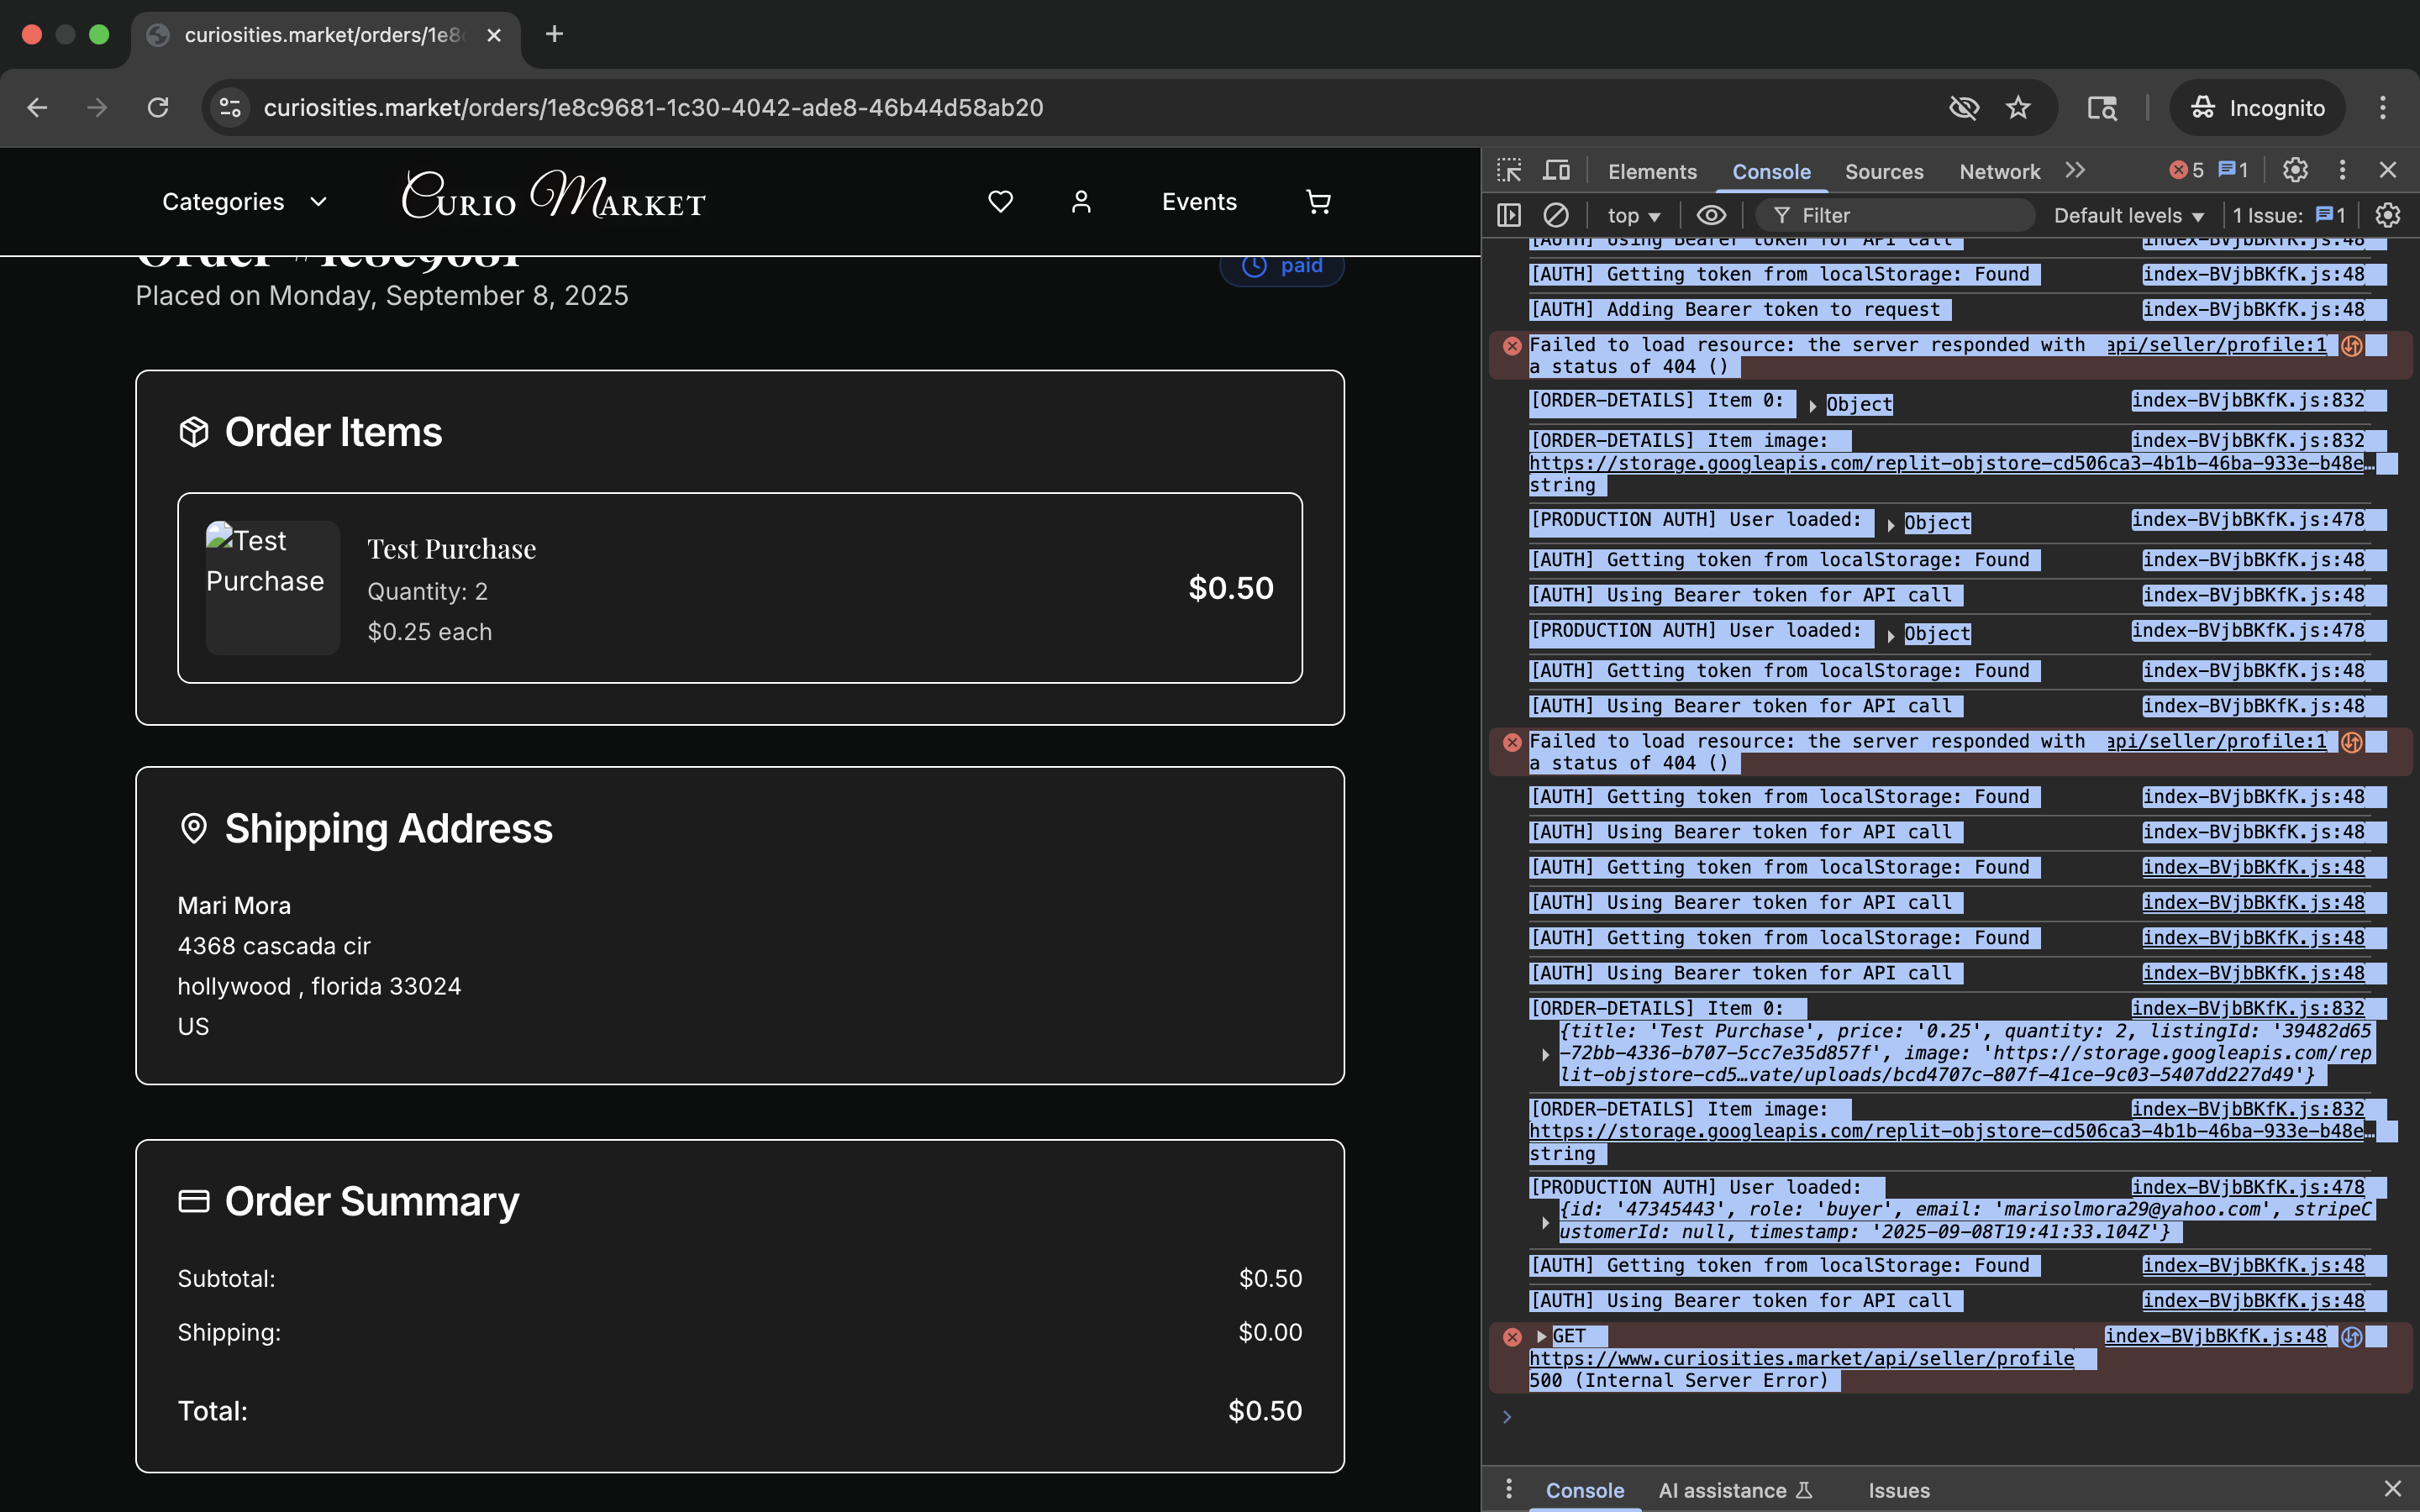 curiosities.market/orders/1e8
curiosities.market/orders/1e8c9681-1c30-4042-ade8-46b44d58ab20
Incognito
Categories
Curio Market
Events
Order #1e8c9681
paid
Placed on Monday, September 8, 2025
Order Items
Test Purchase
Test Purchase
Quantity: 2
$0.25 each
$0.50
Shipping Address
Mari Mora
4368 cascada cir
hollywood , florida 33024
US
Order Summary
Subtotal: $0.50
Shipping: $0.00
Total: $0.50
Elements Console Sources Network 5 1
top Filter Default levels 1 Issue: 1
[AUTH] Using Bearer token for API call index-BVjbBKfK.js:48
[AUTH] Getting token from localStorage: Found index-BVjbBKfK.js:48
[AUTH] Adding Bearer token to request index-BVjbBKfK.js:48
Failed to load resource: the server responded with api/seller/profile:1
a status of 404 ()
[ORDER-DETAILS] Item 0: Object index-BVjbBKfK.js:832
[ORDER-DETAILS] Item image: index-BVjbBKfK.js:832
https://storage.googleapis.com/replit-objstore-cd506ca3-4b1b-46ba-933e-b48e…
string
[PRODUCTION AUTH] User loaded: Object index-BVjbBKfK.js:478
[AUTH] Getting token from localStorage: Found index-BVjbBKfK.js:48
[AUTH] Using Bearer token for API call index-BVjbBKfK.js:48
[PRODUCTION AUTH] User loaded: Object index-BVjbBKfK.js:478
[AUTH] Getting token from localStorage: Found index-BVjbBKfK.js:48
[AUTH] Using Bearer token for API call index-BVjbBKfK.js:48
Failed to load resource: the server responded with api/seller/profile:1
a status of 404 ()
[AUTH] Getting token from localStorage: Found index-BVjbBKfK.js:48
[AUTH] Using Bearer token for API call index-BVjbBKfK.js:48
[AUTH] Getting token from localStorage: Found index-BVjbBKfK.js:48
[AUTH] Using Bearer token for API call index-BVjbBKfK.js:48
[AUTH] Getting token from localStorage: Found index-BVjbBKfK.js:48
[AUTH] Using Bearer token for API call index-BVjbBKfK.js:48
[ORDER-DETAILS] Item 0: index-BVjbBKfK.js:832
{title: 'Test Purchase', price: '0.25', quantity: 2, listingId: '39482d65
-72bb-4336-b707-5cc7e35d857f', image: 'https://storage.googleapis.com/rep
lit-objstore-cd5…vate/uploads/bcd4707c-807f-41ce-9c03-5407dd227d49'}
[ORDER-DETAILS] Item image: index-BVjbBKfK.js:832
https://storage.googleapis.com/replit-objstore-cd506ca3-4b1b-46ba-933e-b48e…
string
[PRODUCTION AUTH] User loaded: index-BVjbBKfK.js:478
{id: '47345443', role: 'buyer', email: 'marisolmora29@yahoo.com', stripeC
ustomerId: null, timestamp: '2025-09-08T19:41:33.104Z'}
[AUTH] Getting token from localStorage: Found index-BVjbBKfK.js:48
[AUTH] Using Bearer token for API call index-BVjbBKfK.js:48
GET index-BVjbBKfK.js:48
https://www.curiosities.market/api/seller/profile
500 (Internal Server Error)
Console AI assistance Issues